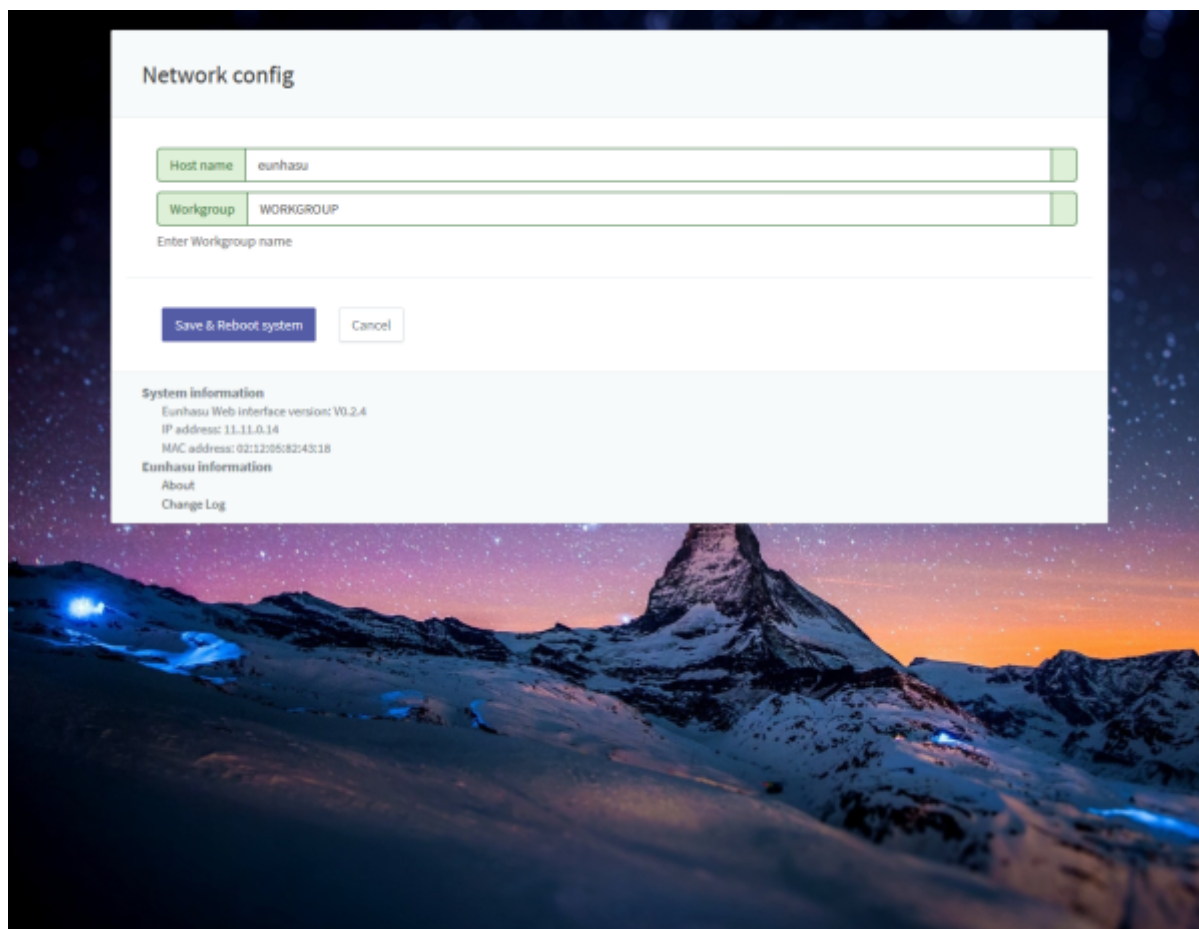 Network config
Host name eunhasu
Workgroup WORKGROUP
Enter Workgroup name
Save & Reboot system Cancel
System information
Eunhasu Web interface version: V0.2.4
IP address: 11.11.0.14
MAC address: 02:12:05:82:43:18
Eunhasu information
About
Change Log